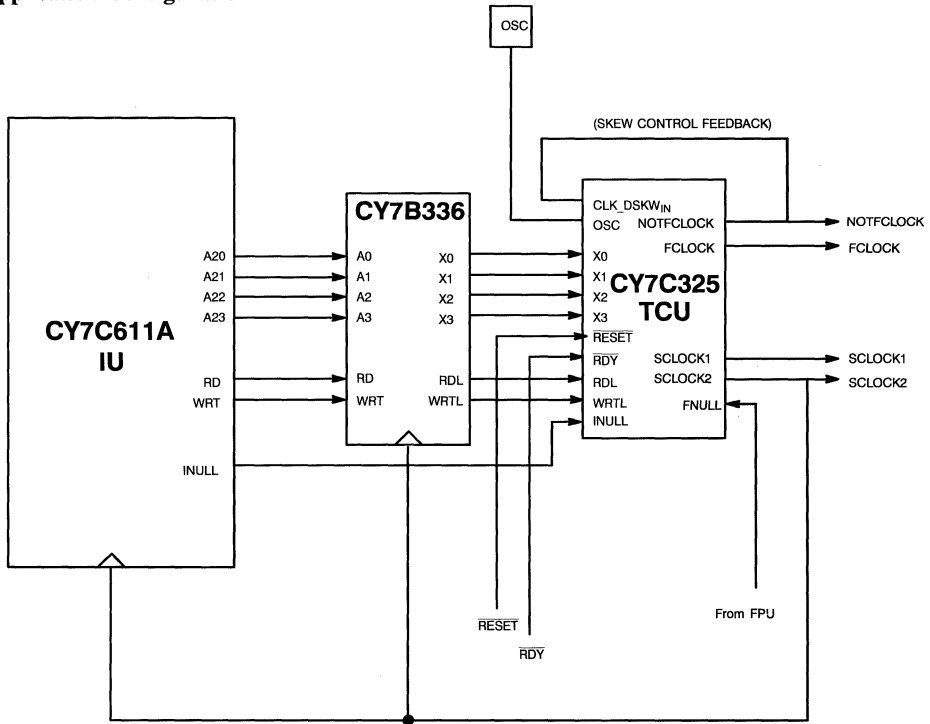 OSC
(SKEW CONTROL FEEDBACK)
CY7C611A
IU
A20
A21
A22
A23
RD
WRT
INULL
CY7B336
A0
A1
A2
A3
RD
WRT
X0
X1
X2
X3
RDL
WRTL
CLK_DSKWIN
OSC
X0
X1
X2
X3
RESET
RDY
RDL
WRTL
INULL
CY7C325
TCU
NOTFCLOCK
FCLOCK
SCLOCK1
SCLOCK2
FNULL
NOTFCLOCK
FCLOCK
SCLOCK1
SCLOCK2
From FPU
RESET
RDY